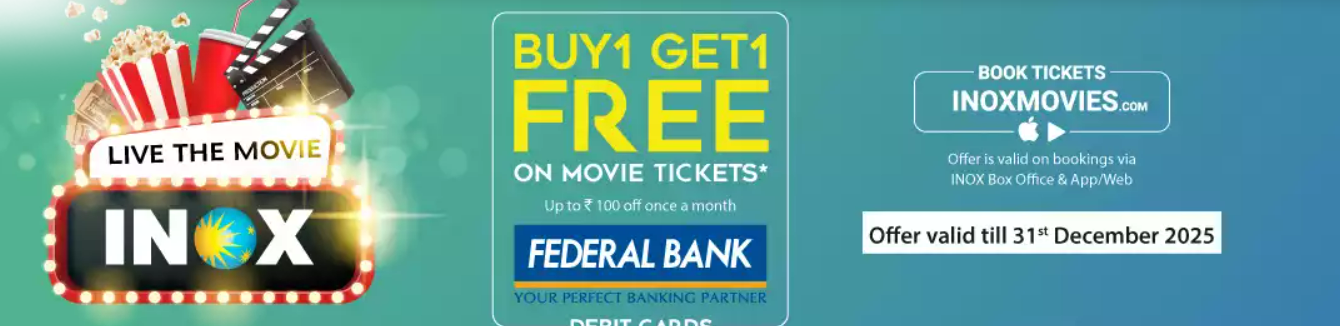 LIVE THE MOVIE
INOX
BUY1 GET1
FREE
ON MOVIE TICKETS*
Up to ₹ 100 off once a month
FEDERAL BANK
YOUR PERFECT BANKING PARTNER
DEBIT CARDS
BOOK TICKETS
INOXMOVIES.COM
Offer is valid on bookings via
INOX Box Office & App/Web
Offer valid till 31st December 2025